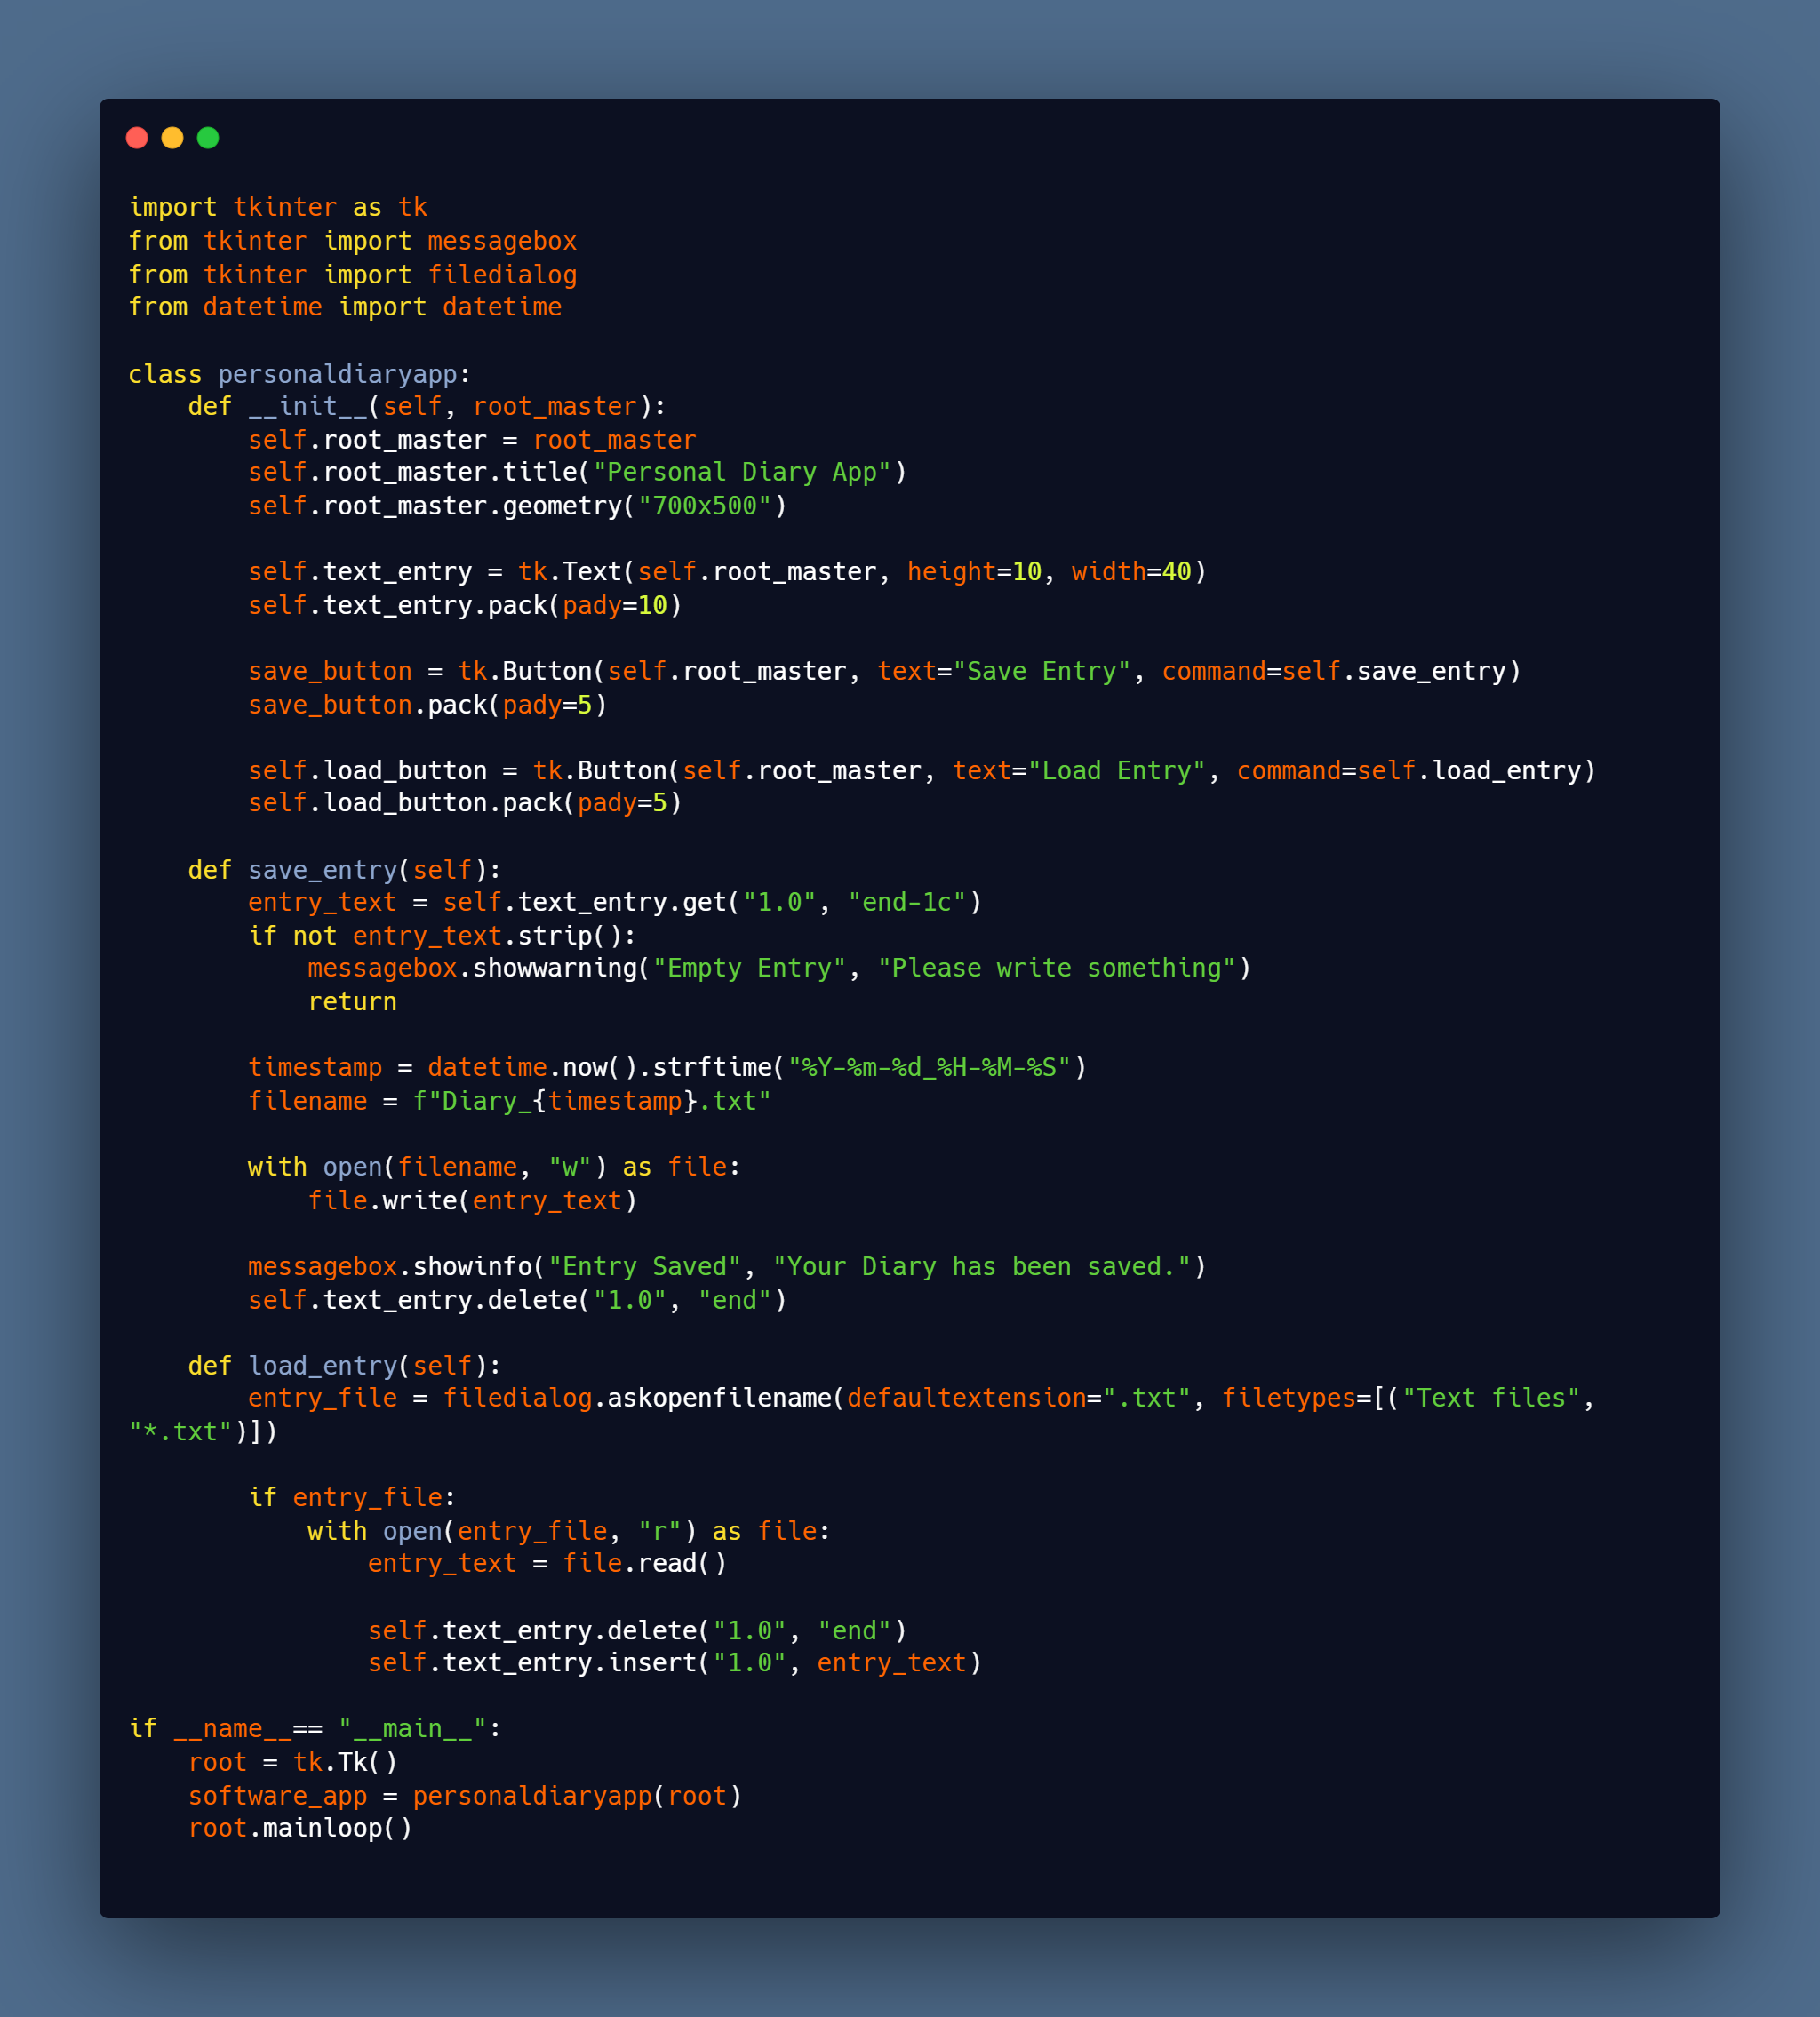 import tkinter as tk
from tkinter import messagebox
from tkinter import filedialog
from datetime import datetime

class personaldiaryapp:
    def __init__(self, root_master):
        self.root_master = root_master
        self.root_master.title("Personal Diary App")
        self.root_master.geometry("700x500")

        self.text_entry = tk.Text(self.root_master, height=10, width=40)
        self.text_entry.pack(pady=10)

        save_button = tk.Button(self.root_master, text="Save Entry", command=self.save_entry)
        save_button.pack(pady=5)

        self.load_button = tk.Button(self.root_master, text="Load Entry", command=self.load_entry)
        self.load_button.pack(pady=5)

    def save_entry(self):
        entry_text = self.text_entry.get("1.0", "end-1c")
        if not entry_text.strip():
            messagebox.showwarning("Empty Entry", "Please write something")
            return

        timestamp = datetime.now().strftime("%Y-%m-%d_%H-%M-%S")
        filename = f"Diary_{timestamp}.txt"

        with open(filename, "w") as file:
            file.write(entry_text)

        messagebox.showinfo("Entry Saved", "Your Diary has been saved.")
        self.text_entry.delete("1.0", "end")

    def load_entry(self):
        entry_file = filedialog.askopenfilename(defaultextension=".txt", filetypes=[("Text files",
"*.txt")])

        if entry_file:
            with open(entry_file, "r") as file:
                entry_text = file.read()

                self.text_entry.delete("1.0", "end")
                self.text_entry.insert("1.0", entry_text)

if __name__== "__main__":
    root = tk.Tk()
    software_app = personaldiaryapp(root)
    root.mainloop()